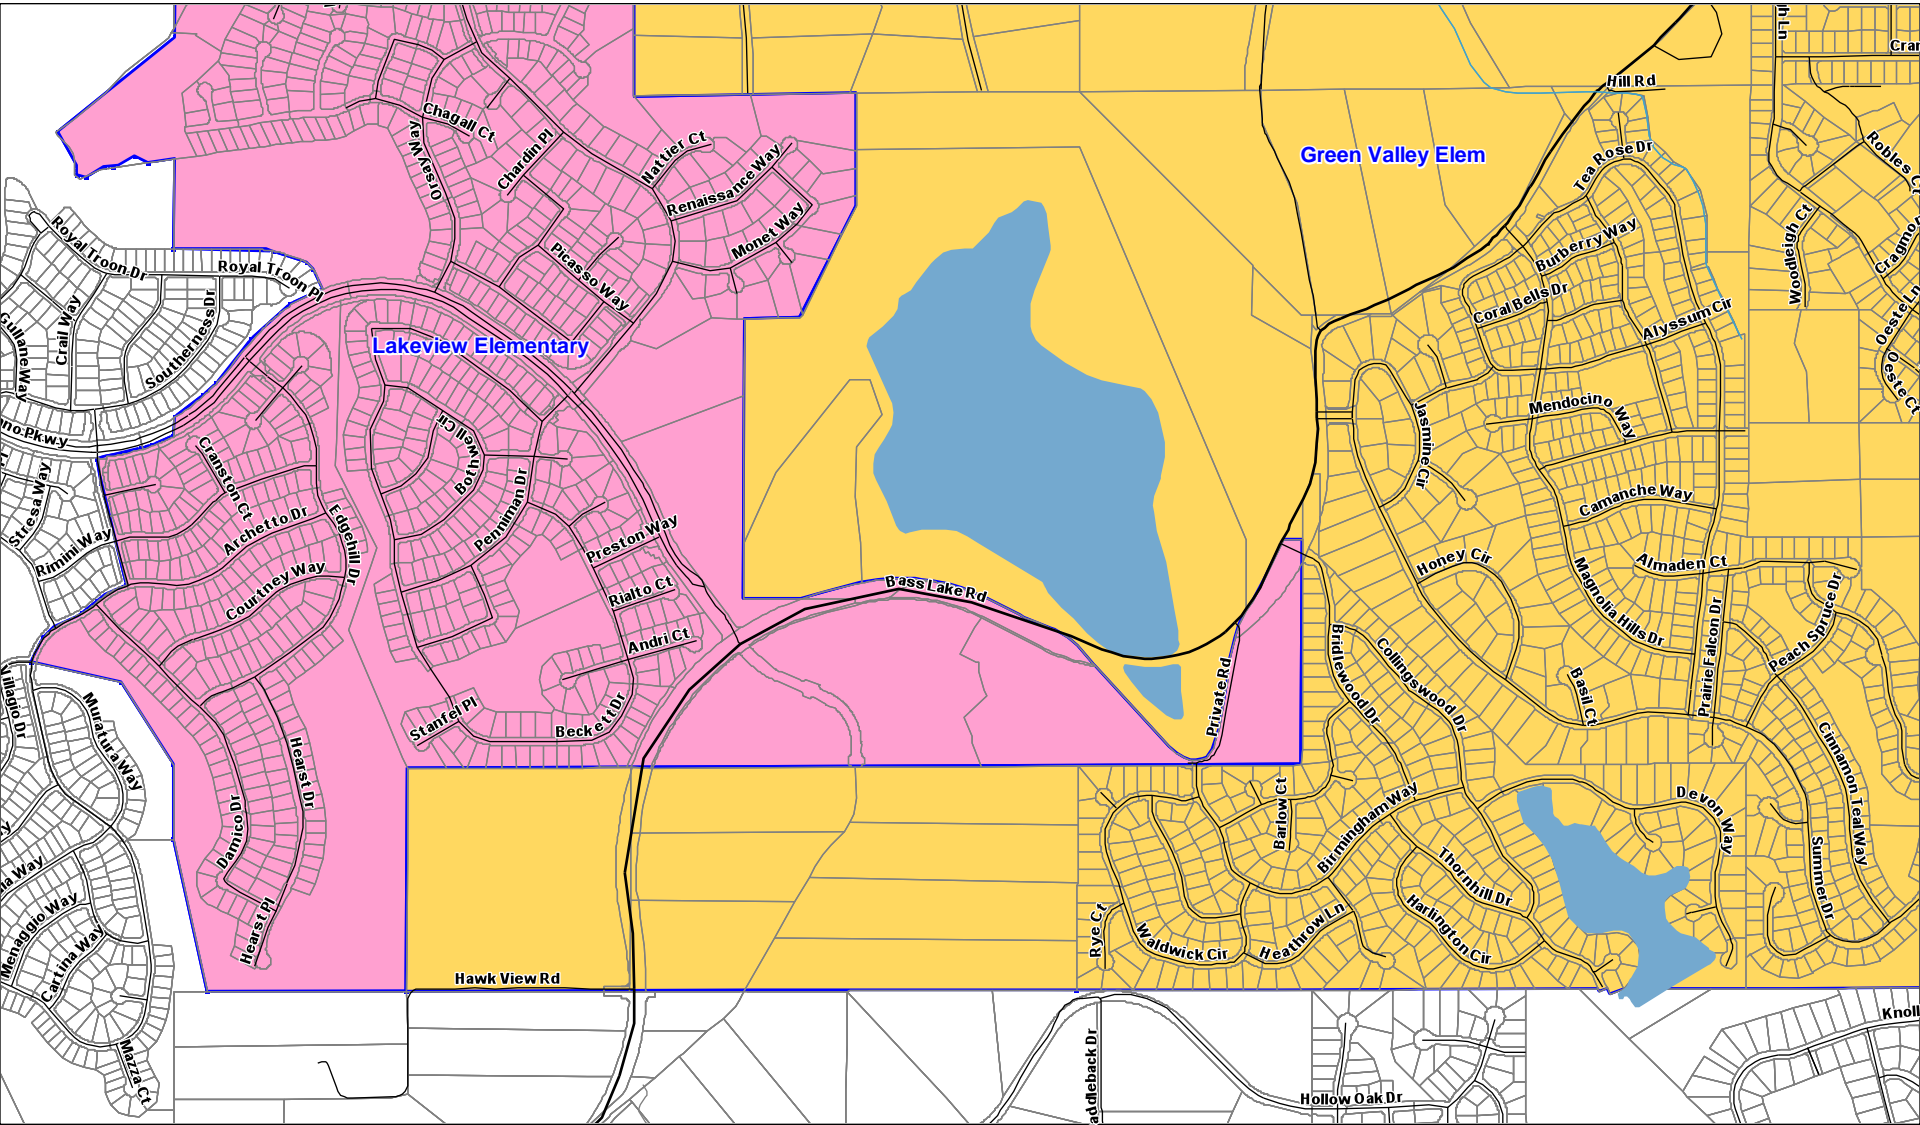 Hill Rd
Chagall Ct
Orsay Way
Chardin Pl
Nattier Ct
Renaissance Way
Monet Way
Picasso Way
Green Valley Elem
Tea Rose Dr
Burberry Way
Coral Bells Dr
Alyssum Cir
Robles Ct
Woodleigh Ct
Oeste Ln
Oeste Ct
Royal Troon Dr
Royal Troon Pl
Southerness Dr
Crail Way
Gullane Way
Lakeview Elementary
Bothwell Cir
Penniman Dr
Cranston Ct
Archetto Dr
Edgehill Dr
Courtney Way
Stresa Way
Rimini Way
Preston Way
Rialto Ct
Andri Ct
Beckett Dr
Stanfel Pl
Bass Lake Rd
Private Rd
Jasmine Cir
Mendocino Way
Camanche Way
Almaden Ct
Honey Cir
Magnolia Hills Dr
Prairie Falcon Dr
Peach Spruce Dr
Basil Ct
Bridlewood Dr
Collingswood Dr
Cinnamon Teal Way
Summer Dr
Devon Way
Barlow Ct
Birmingham Way
Thornhill Dr
Harlington Cir
Heathrow Ln
Waldwick Cir
Rye Ct
Muratura Way
Hearst Dr
Damico Dr
Hearst Pl
Menaggio Way
Cartina Way
Mazza Ct
Hawk View Rd
Hollow Oak Dr